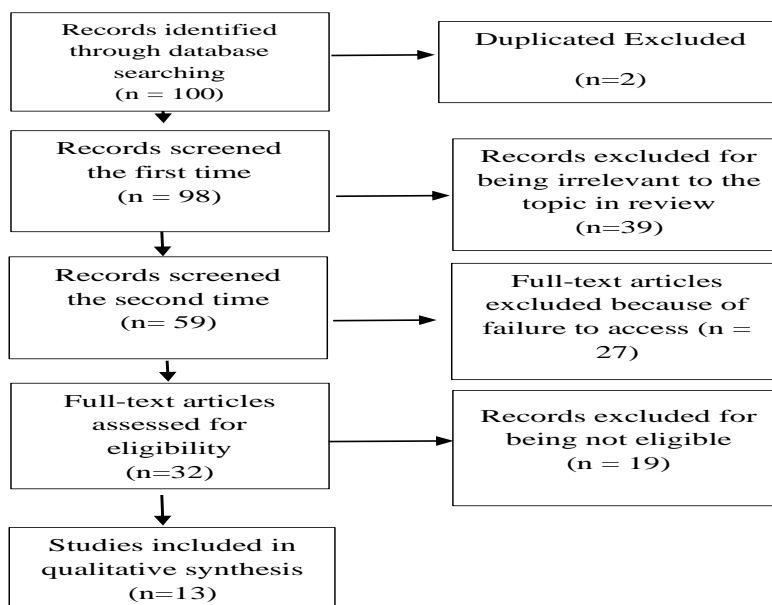 Records identified
through database
searching
(n = 100)
Duplicated Excluded
(n=2)
Records screened
the first time
(n = 98)
Records excluded for
being irrelevant to the
topic in review
(n=39)
Records screened
the second time
(n= 59)
Full-text articles
excluded because of
failure to access (n =
27)
Full-text articles
assessed for
eligibility
(n=32)
Records excluded for
being not eligible
(n = 19)
Studies included in
qualitative synthesis
(n=13)